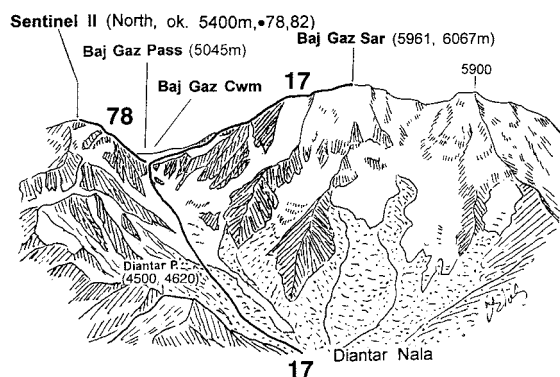 Sentinel II (North, ok. 5400m,•78,82)
Baj Gaz Pass (5045m)
Baj Gaz Sar (5961, 6067m)
Baj Gaz Cwm
17
5900
78
Diantar P.
(4500, 4620)
Diantar Nala
17